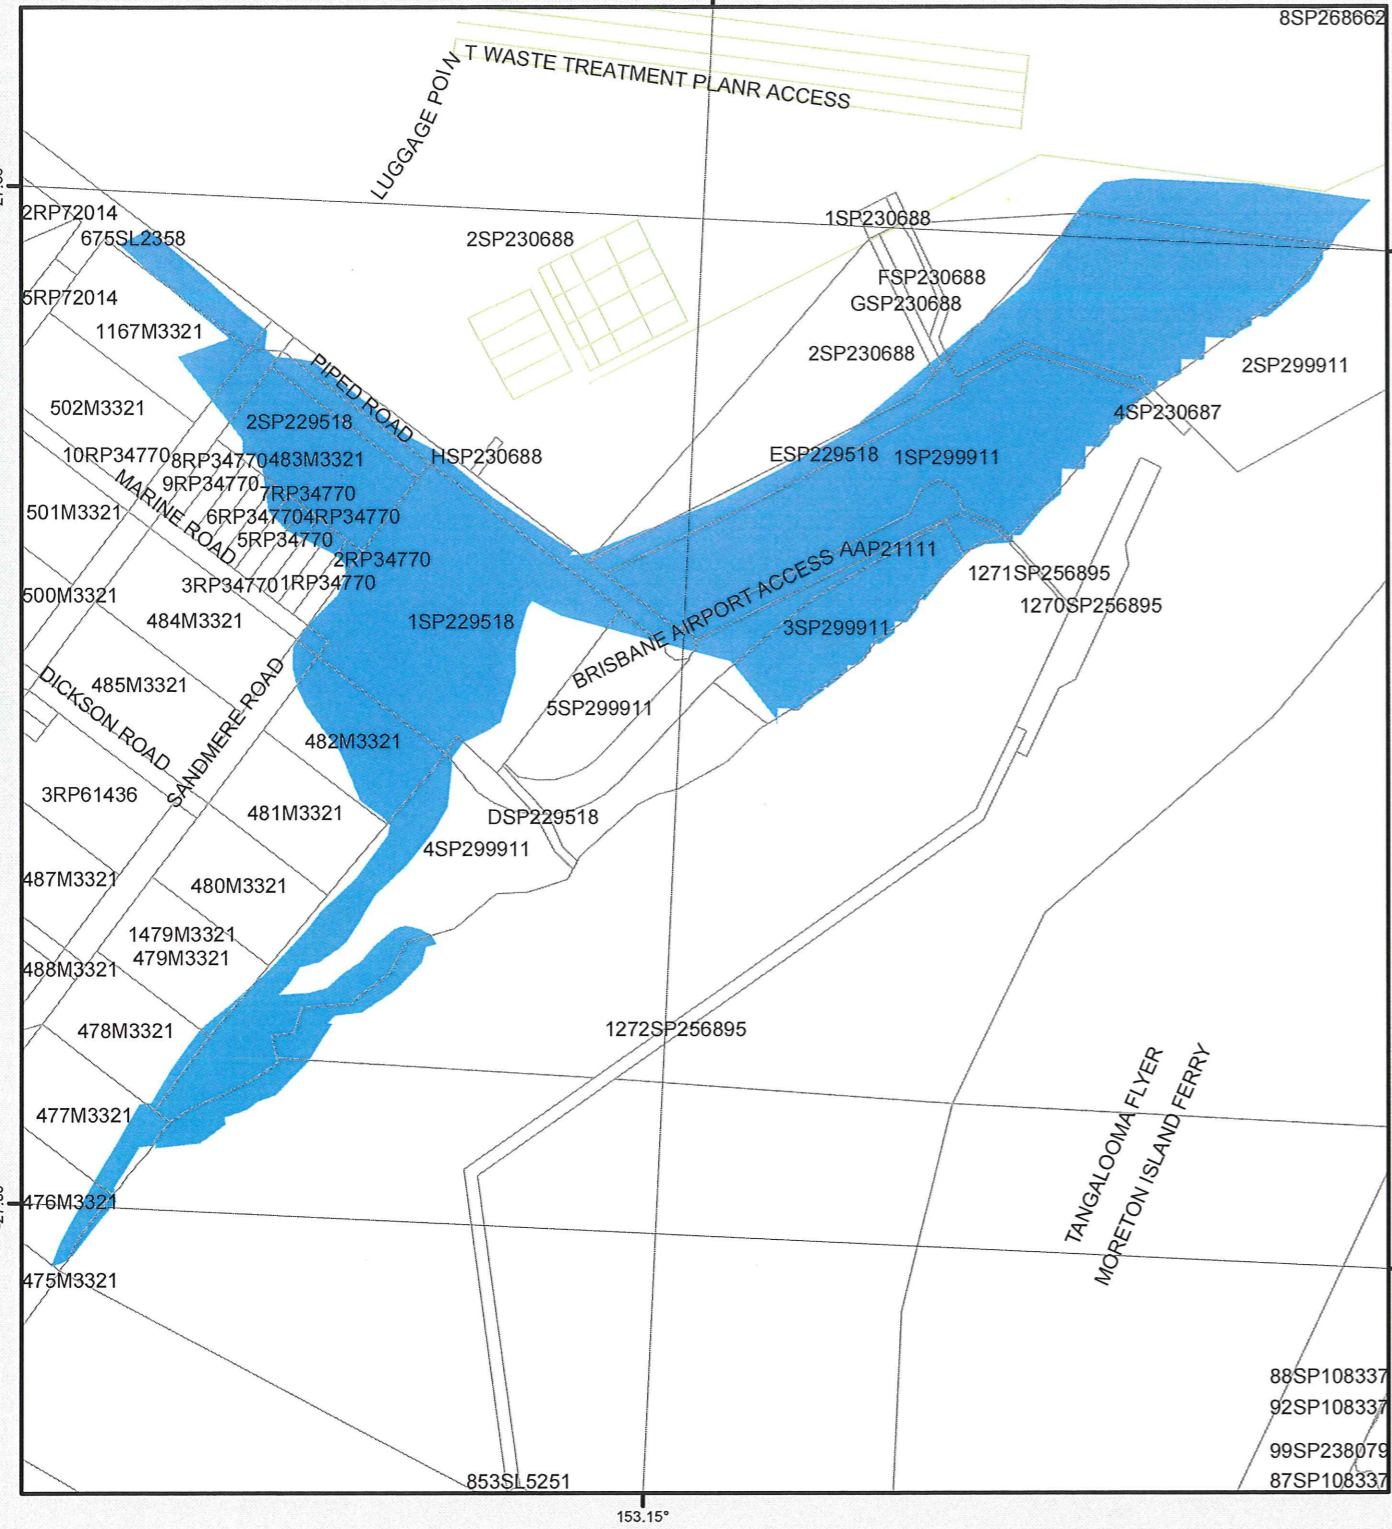 8SP268662
T WASTE TREATMENT PLANR ACCESS
LUGGAGE POIN
2RP72014
1SP230688
675SL2358
2SP230688
FSP230688
5RP72014
GSP230688
1167M3321
2SP230688
PIPED ROAD
2SP299911
502M3321
4SP230687
2SP229518
10RP34770
8RP34770
483M3321
HSP230688
ESP229518
1SP299911
9RP34770
7RP34770
MARINE ROAD
501M3321
6RP34770
4RP34770
5RP34770
AAP21111
2RP34770
1271SP256895
3RP34770
1RP34770
500M3321
1270SP256895
484M3321
1SP229518
3SP299911
BRISBANE AIRPORT ACCESS
485M3321
DICKSON ROAD
5SP299911
SANDMERE ROAD
482M3321
3RP61436
481M3321
DSP229518
4SP299911
487M3321
480M3321
1479M3321
479M3321
488M3321
478M3321
1272SP256895
477M3321
TANGALOOMA FLYER
MORETON ISLAND FERRY
476M3321
475M3321
88SP108337
92SP108337
99SP238079
87SP108337
853SL5251
153.15°